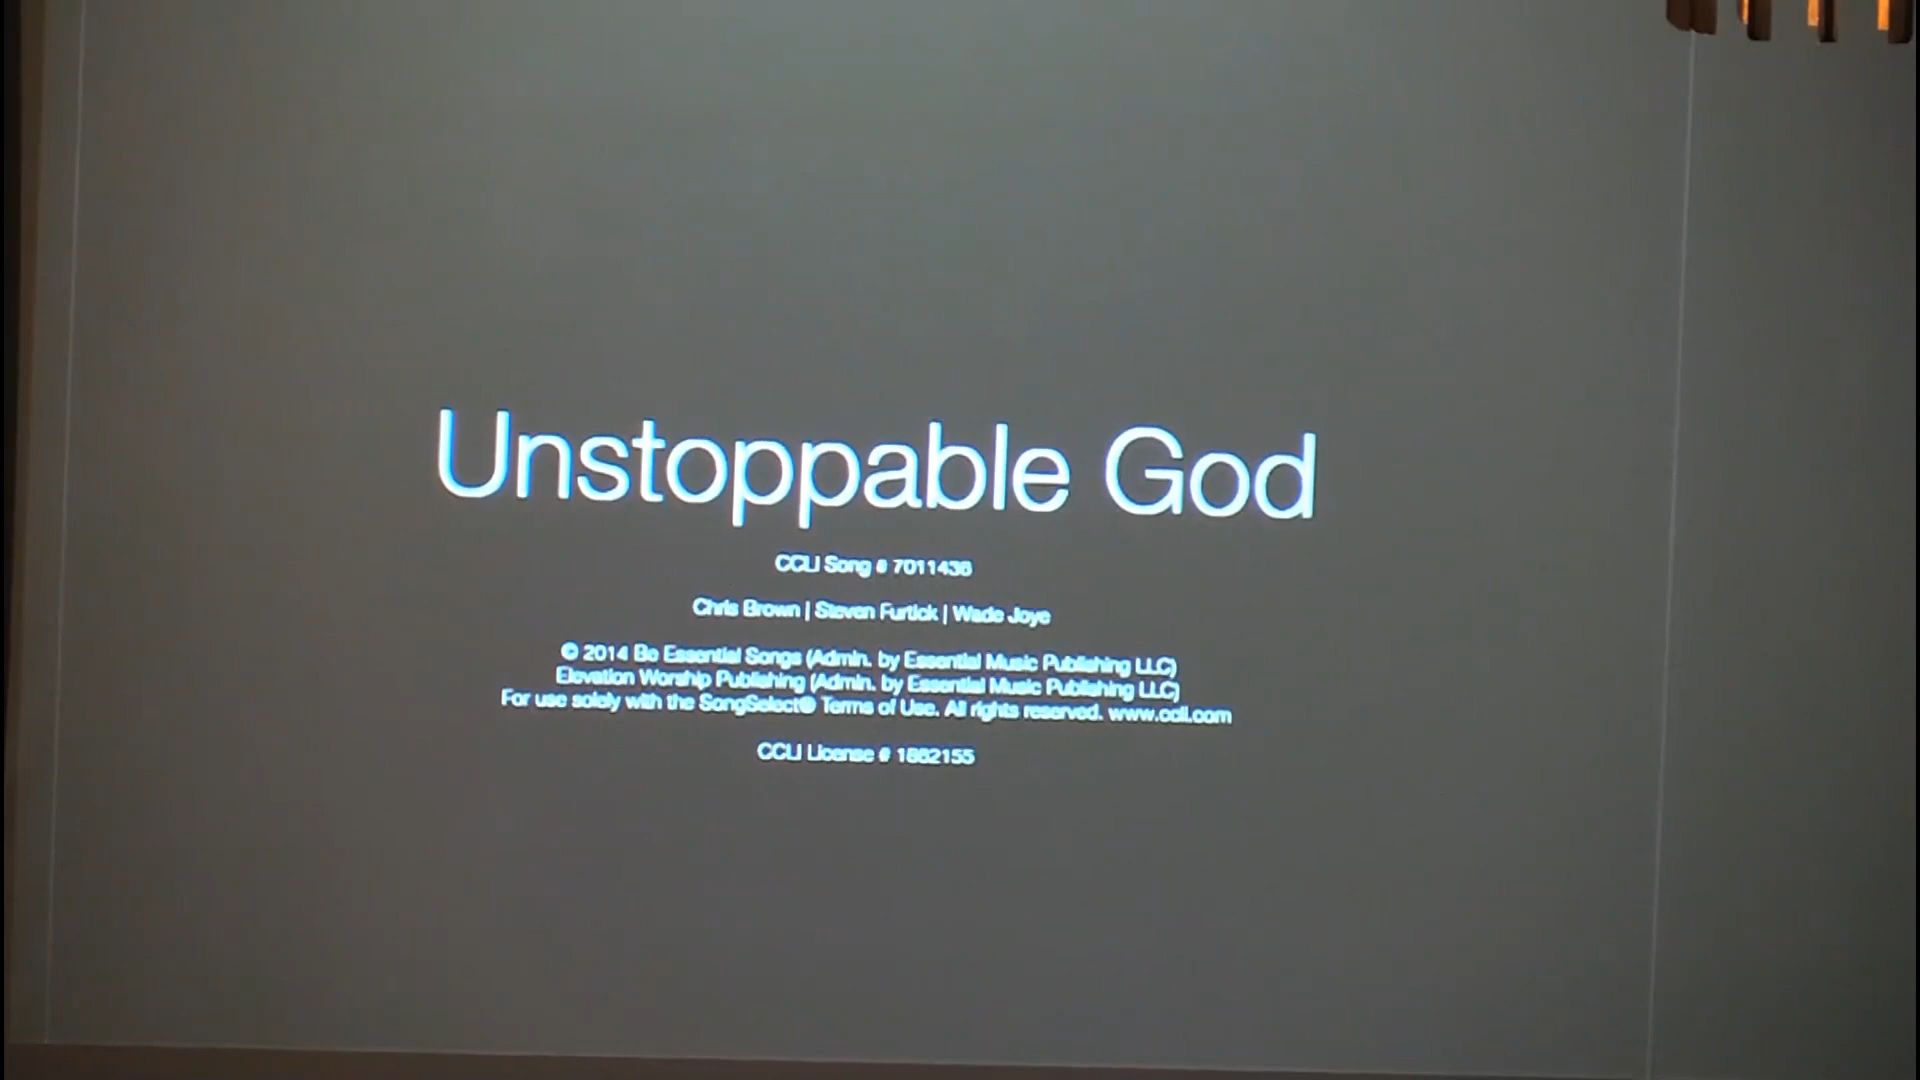 Unstoppable God
CCLI Song # 7011438
Chris Brown | Steven Furtick | Wade Joye
© 2014 Be Essential Songs (Admin. by Essential Music Publishing LLC)
Elevation Worship Publishing (Admin. by Essential Music Publishing LLC)
For use solely with the SongSelect® Terms of Use. All rights reserved. www.ccli.com
CCLI License #